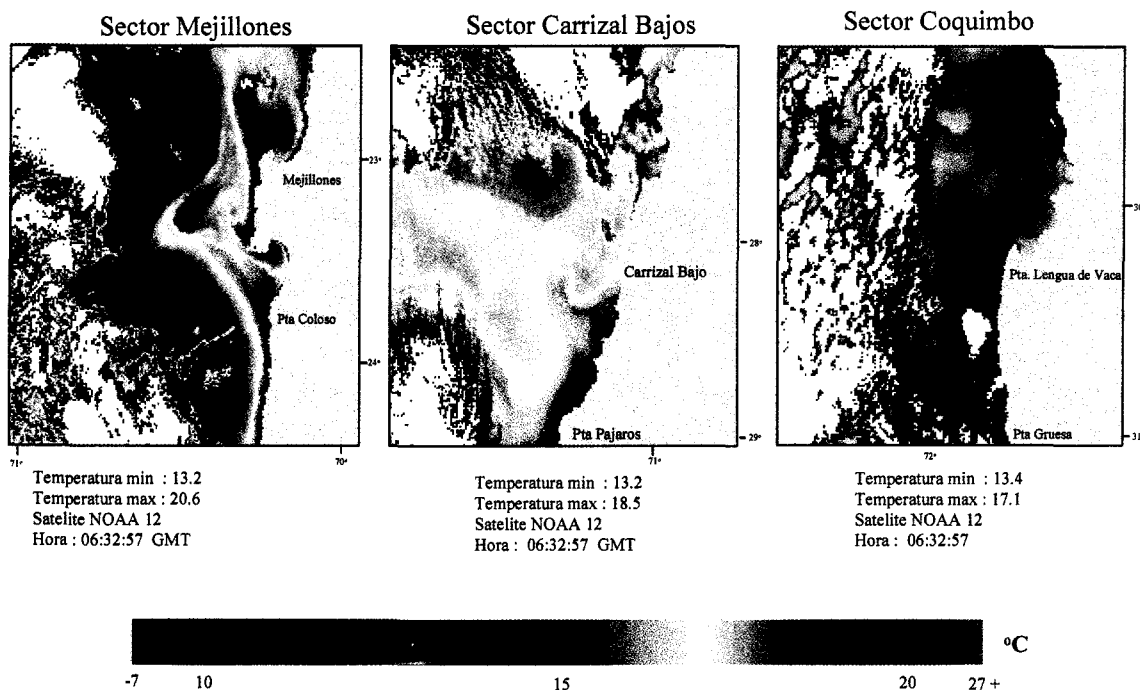 Sector Mejillones
Sector Carrizal Bajos
Sector Coquimbo
23°
Mejillones
Pta Coloso
24°
71°
70°
28°
Carrizal Bajo
Pta Pajaros
29°
71°
30
Pta. Lengua de Vaca
Pta Gruesa
31
72°
Temperatura min : 13.2
Temperatura max : 20.6
Satelite NOAA 12
Hora : 06:32:57 GMT
Temperatura min : 13.2
Temperatura max : 18.5
Satelite NOAA 12
Hora : 06:32:57 GMT
Temperatura min : 13.4
Temperatura max : 17.1
Satelite NOAA 12
Hora : 06:32:57
°C
-7 10 15 20 27 +